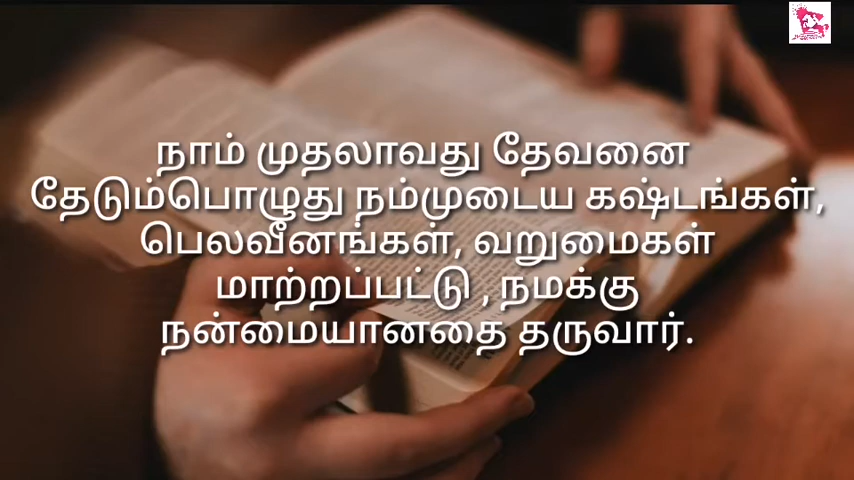 நாம் முதலாவது தேவனை
தேடும்பொழுது நம்முடைய கஷ்டங்கள்,
பெலவீனங்கள், வறுமைகள்
மாற்றப்பட்டு , நமக்கு
நன்மையானதை தருவார்.